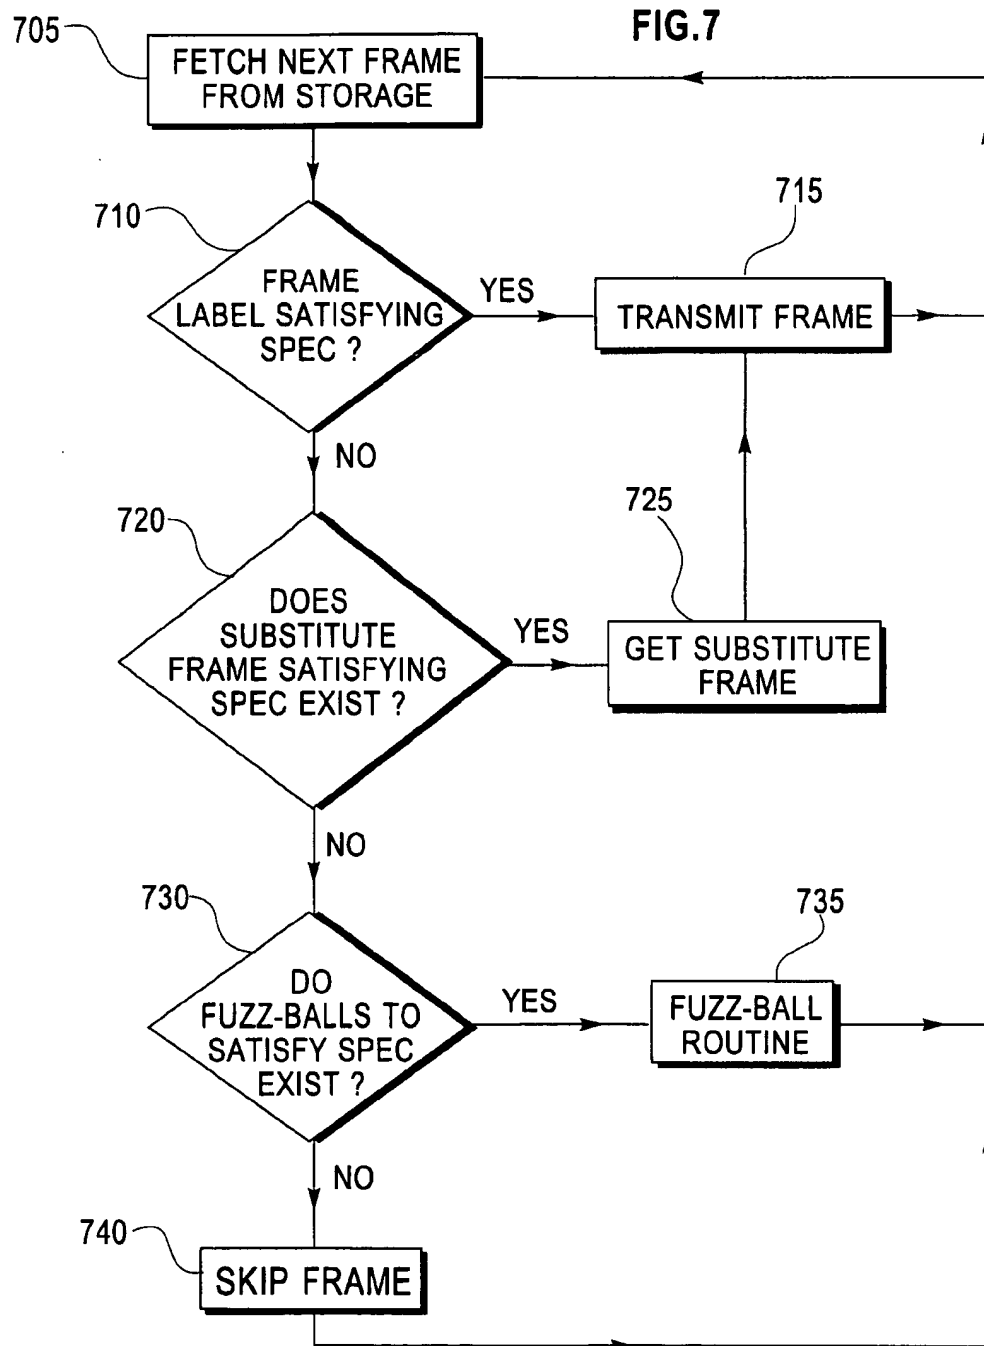 FIG.7
705
FETCH NEXT FRAME
FROM STORAGE
710
FRAME
LABEL SATISFYING
SPEC ?
YES
715
TRANSMIT FRAME
NO
720
DOES
SUBSTITUTE
FRAME SATISFYING
SPEC EXIST ?
YES
725
GET SUBSTITUTE
FRAME
NO
730
DO
FUZZ-BALLS TO
SATISFY SPEC
EXIST ?
YES
735
FUZZ-BALL
ROUTINE
NO
740
SKIP FRAME